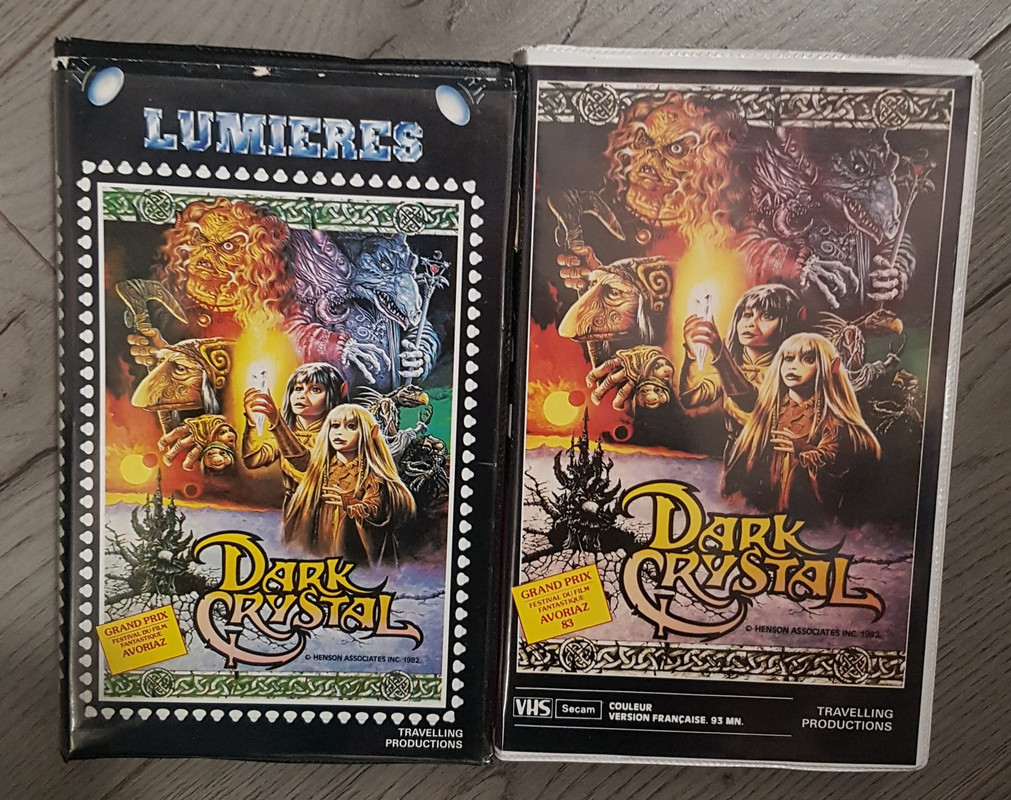 LUMIERES
DARK
CRYSTAL
GRAND PRIX
FESTIVAL DU FILM
FANTASTIQUE
AVORIAZ
© HENSON ASSOCIATES INC. 1982.
TRAVELLING
PRODUCTIONS
DARK
CRYSTAL
GRAND PRIX
FESTIVAL DU FILM
FANTASTIQUE
AVORIAZ
83
© HENSON ASSOCIATES INC. 1982.
VHS Secam COULEUR
VERSION FRANÇAISE. 93 MN.
TRAVELLING
PRODUCTIONS